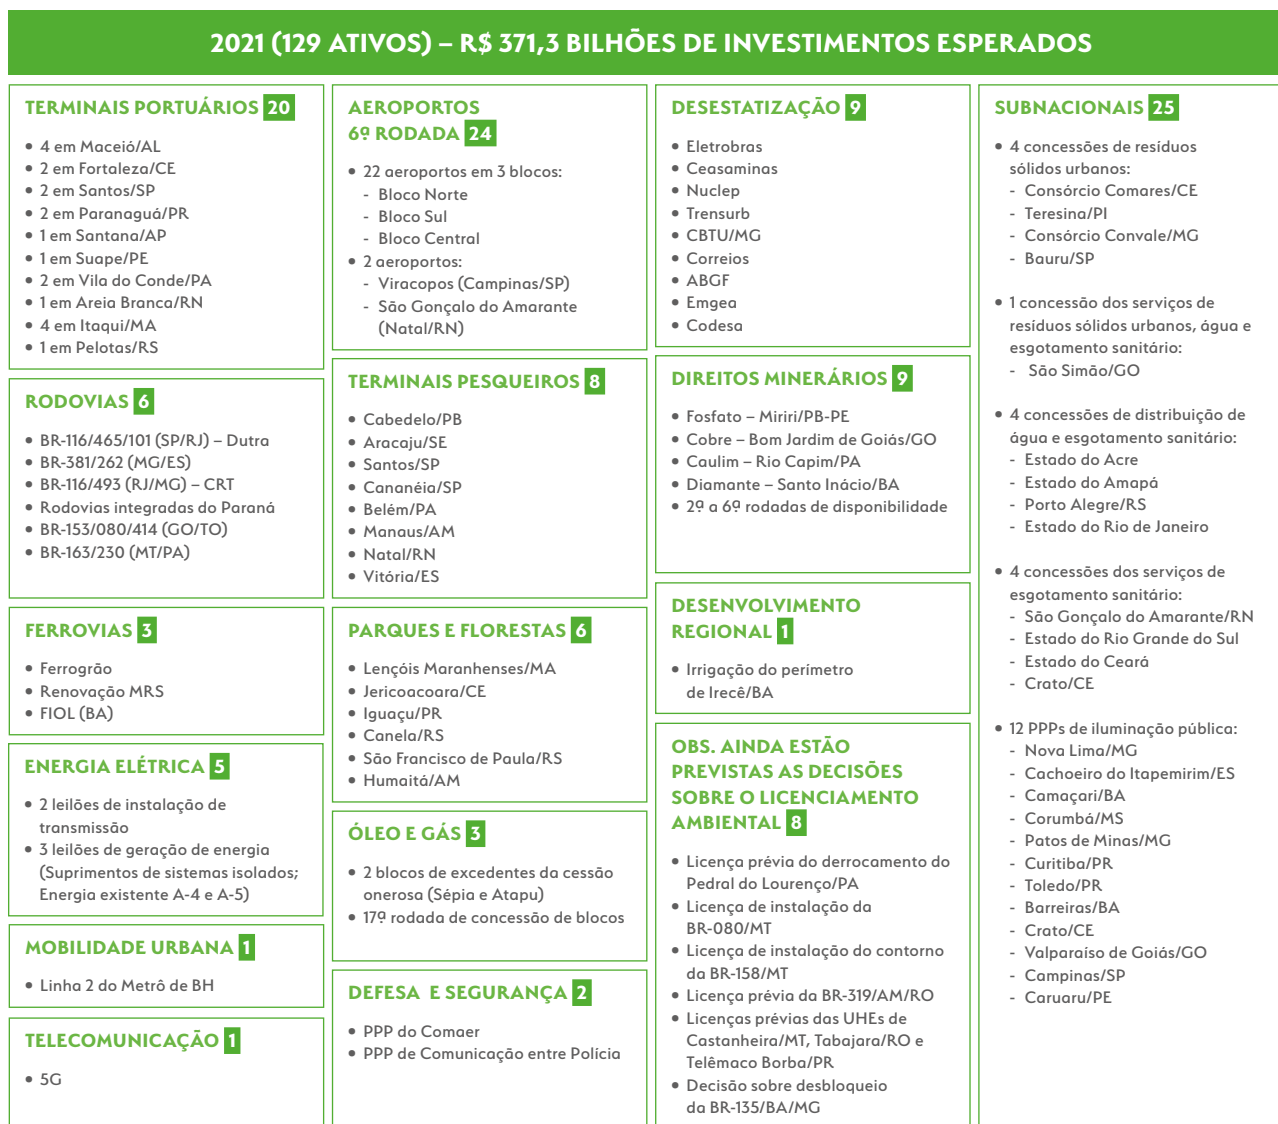 2021 (129 ATIVOS) – R$ 371,3 BILHÕES DE INVESTIMENTOS ESPERADOS
TERMINAIS PORTUÁRIOS 20
• 4 em Maceió/AL
• 2 em Fortaleza/CE
• 2 em Santos/SP
• 2 em Paranaguá/PR
• 1 em Santana/AP
• 1 em Suape/PE
• 2 em Vila do Conde/PA
• 1 em Areia Branca/RN
• 4 em Itaqui/MA
• 1 em Pelotas/RS
RODOVIAS 6
• BR-116/465/101 (SP/RJ) – Dutra
• BR-381/262 (MG/ES)
• BR-116/493 (RJ/MG) – CRT
• Rodovias integradas do Paraná
• BR-153/080/414 (GO/TO)
• BR-163/230 (MT/PA)
FERROVIAS 3
• Ferrogrão
• Renovação MRS
• FIOL (BA)
ENERGIA ELÉTRICA 5
• 2 leilões de instalação de
transmissão
• 3 leilões de geração de energia
(Suprimentos de sistemas isolados;
Energia existente A-4 e A-5)
MOBILIDADE URBANA 1
• Linha 2 do Metrô de BH
TELECOMUNICAÇÃO 1
• 5G
AEROPORTOS
6ª RODADA 24
• 22 aeroportos em 3 blocos:
- Bloco Norte
- Bloco Sul
- Bloco Central
• 2 aeroportos:
- Viracopos (Campinas/SP)
- São Gonçalo do Amarante
(Natal/RN)
TERMINAIS PESQUEIROS 8
• Cabedelo/PB
• Aracaju/SE
• Santos/SP
• Cananéia/SP
• Belém/PA
• Manaus/AM
• Natal/RN
• Vitória/ES
PARQUES E FLORESTAS 6
• Lençóis Maranhenses/MA
• Jericoacoara/CE
• Iguaçu/PR
• Canela/RS
• São Francisco de Paula/RS
• Humaitá/AM
ÓLEO E GÁS 3
• 2 blocos de excedentes da cessão
onerosa (Sépia e Atapu)
• 17ª rodada de concessão de blocos
DEFESA E SEGURANÇA 2
• PPP do Comaer
• PPP de Comunicação entre Polícia
DESESTATIZAÇÃO 9
• Eletrobras
• Ceasaminas
• Nuclep
• Trensurb
• CBTU/MG
• Correios
• ABGF
• Emgea
• Codesa
DIREITOS MINERÁRIOS 9
• Fosfato – Miriri/PB-PE
• Cobre – Bom Jardim de Goiás/GO
• Caulim – Rio Capim/PA
• Diamante – Santo Inácio/BA
• 2ª a 6ª rodadas de disponibilidade
DESENVOLVIMENTO
REGIONAL 1
• Irrigação do perímetro
de Irecê/BA
OBS. AINDA ESTÃO
PREVISTAS AS DECISÕES
SOBRE O LICENCIAMENTO
AMBIENTAL 8
• Licença prévia do derrocamento do
Pedral do Lourenço/PA
• Licença de instalação da
BR-080/MT
• Licença de instalação do contorno
da BR-158/MT
• Licença prévia da BR-319/AM/RO
• Licenças prévias das UHEs de
Castanheira/MT, Tabajara/RO e
Telêmaco Borba/PR
• Decisão sobre desbloqueio
da BR-135/BA/MG
SUBNACIONAIS 25
• 4 concessões de resíduos
sólidos urbanos:
- Consórcio Comares/CE
- Teresina/PI
- Consórcio Convale/MG
- Bauru/SP
• 1 concessão dos serviços de
resíduos sólidos urbanos, água e
esgotamento sanitário:
- São Simão/GO
• 4 concessões de distribuição de
água e esgotamento sanitário:
- Estado do Acre
- Estado do Amapá
- Porto Alegre/RS
- Estado do Rio de Janeiro
• 4 concessões dos serviços de
esgotamento sanitário:
- São Gonçalo do Amarante/RN
- Estado do Rio Grande do Sul
- Estado do Ceará
- Crato/CE
• 12 PPPs de iluminação pública:
- Nova Lima/MG
- Cachoeiro do Itapemirim/ES
- Camaçari/BA
- Corumbá/MS
- Patos de Minas/MG
- Curitiba/PR
- Toledo/PR
- Barreiras/BA
- Crato/CE
- Valparaíso de Goiás/GO
- Campinas/SP
- Caruaru/PE